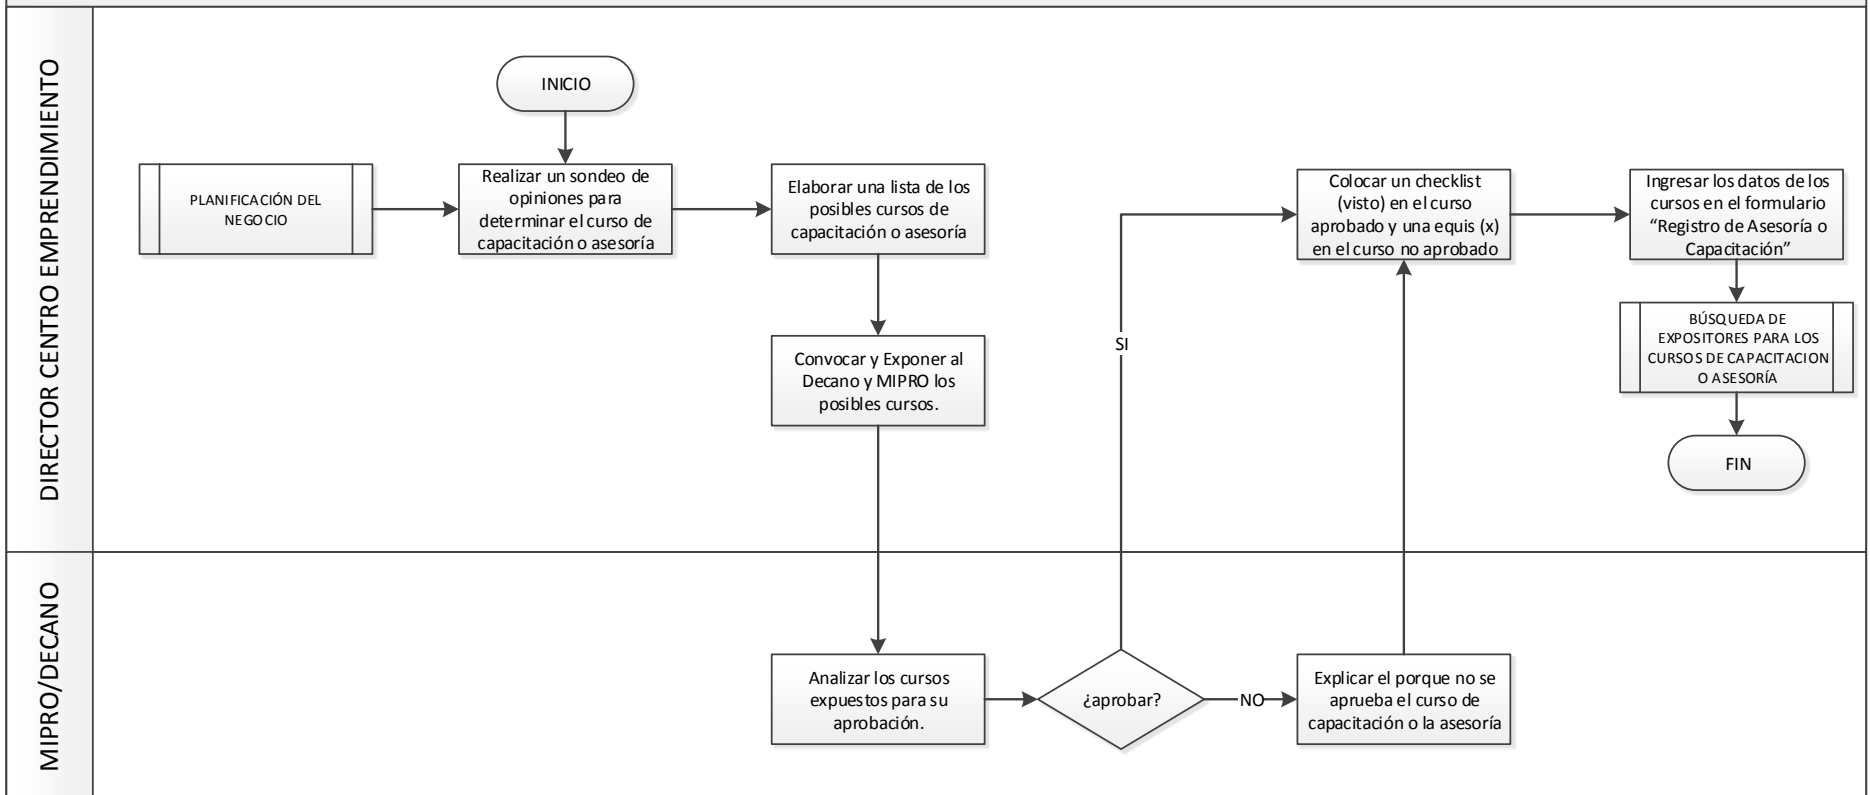 DIRECTOR CENTRO EMPRENDIMIENTO
INICIO
PLANIFICACIÓN DEL
NEGOCIO
Realizar un sondeo de
opiniones para
determinar el curso de
capacitación o asesoría
Elaborar una lista de los
posibles cursos de
capacitación o asesoría
Convocar y Exponer al
Decano y MIPRO los
posibles cursos.
SI
Colocar un checklist
(visto) en el curso
aprobado y una equis (x)
en el curso no aprobado
Ingresar los datos de los
cursos en el formulario
“Registro de Asesoría o
Capacitación”
BÚSQUEDA DE
EXPOSITORES PARA LOS
CURSOS DE CAPACITACION
O ASESORÍA
FIN
MIPRO/DECANO
Analizar los cursos
expuestos para su
aprobación.
¿aprobar?
NO
Explicar el porque no se
aprueba el curso de
capacitación o la asesoría